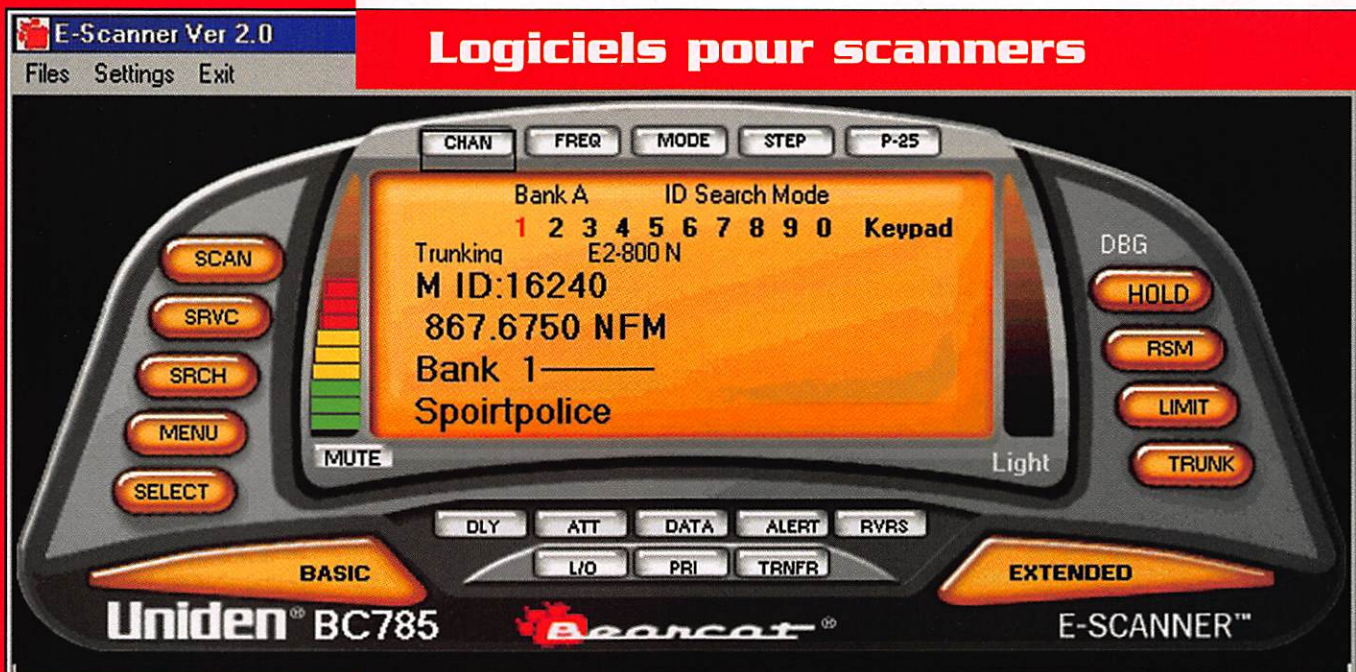 E-Scanner Ver 2.0
Logiciels pour scanners
Files Settings Exit
CHAN FREQ MODE STEP P-25
Bank A ID Search Mode
1 2 3 4 5 6 7 8 9 0 Keypad
Trunking E2-800 N
M ID:16240
867.6750 NFM
Bank 1
Spoirtpolice
SCAN
SRVC
SRCH
MENU
SELECT
MUTE
DBG
HOLD
RSM
LIMIT
TRUNK
Light
DLY ATT DATA ALERT RVRS
L/O PRI TRNFR
BASIC
EXTENDED
Uniden® BC785
Bearcat®
E-SCANNER™